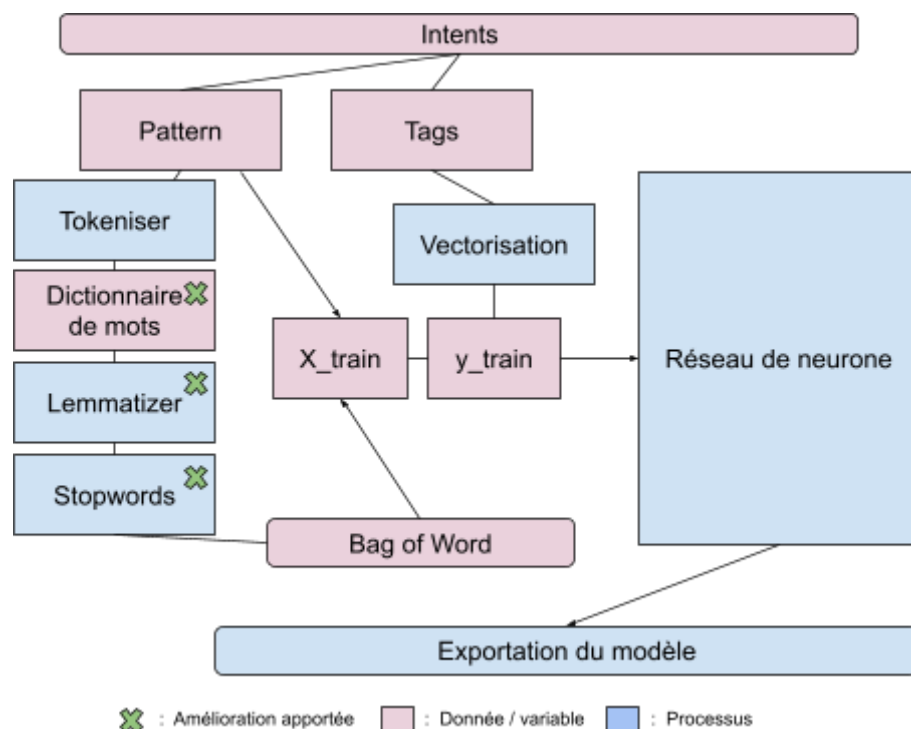 Intents
Pattern
Tags
Tokeniser
Vectorisation
Dictionnaire
de mots
X_train
y_train
Réseau de neurone
Lemmatizer
Stopwords
Bag of Word
Exportation du modèle
: Amélioration apportée : Donnée / variable : Processus